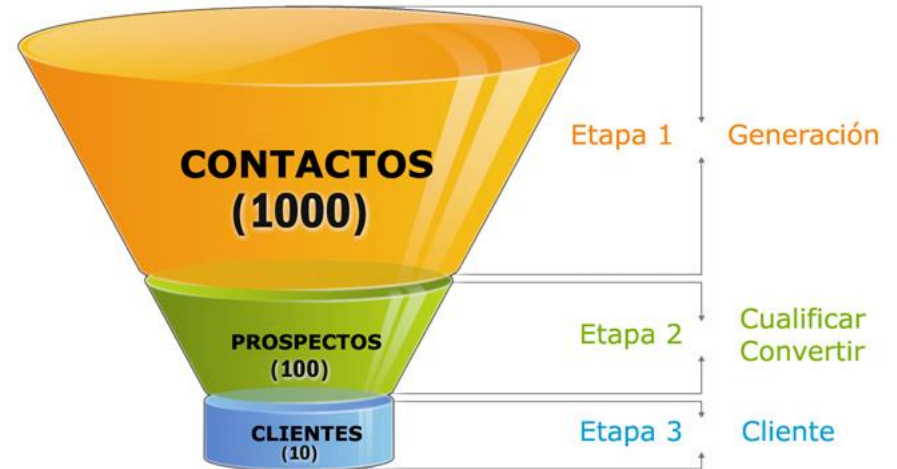 CONTACTOS
(1000)
Etapa 1 Generación
PROSPECTOS
(100)
Etapa 2 Cualificar
Convertir
CLIENTES
(10)
Etapa 3 Cliente